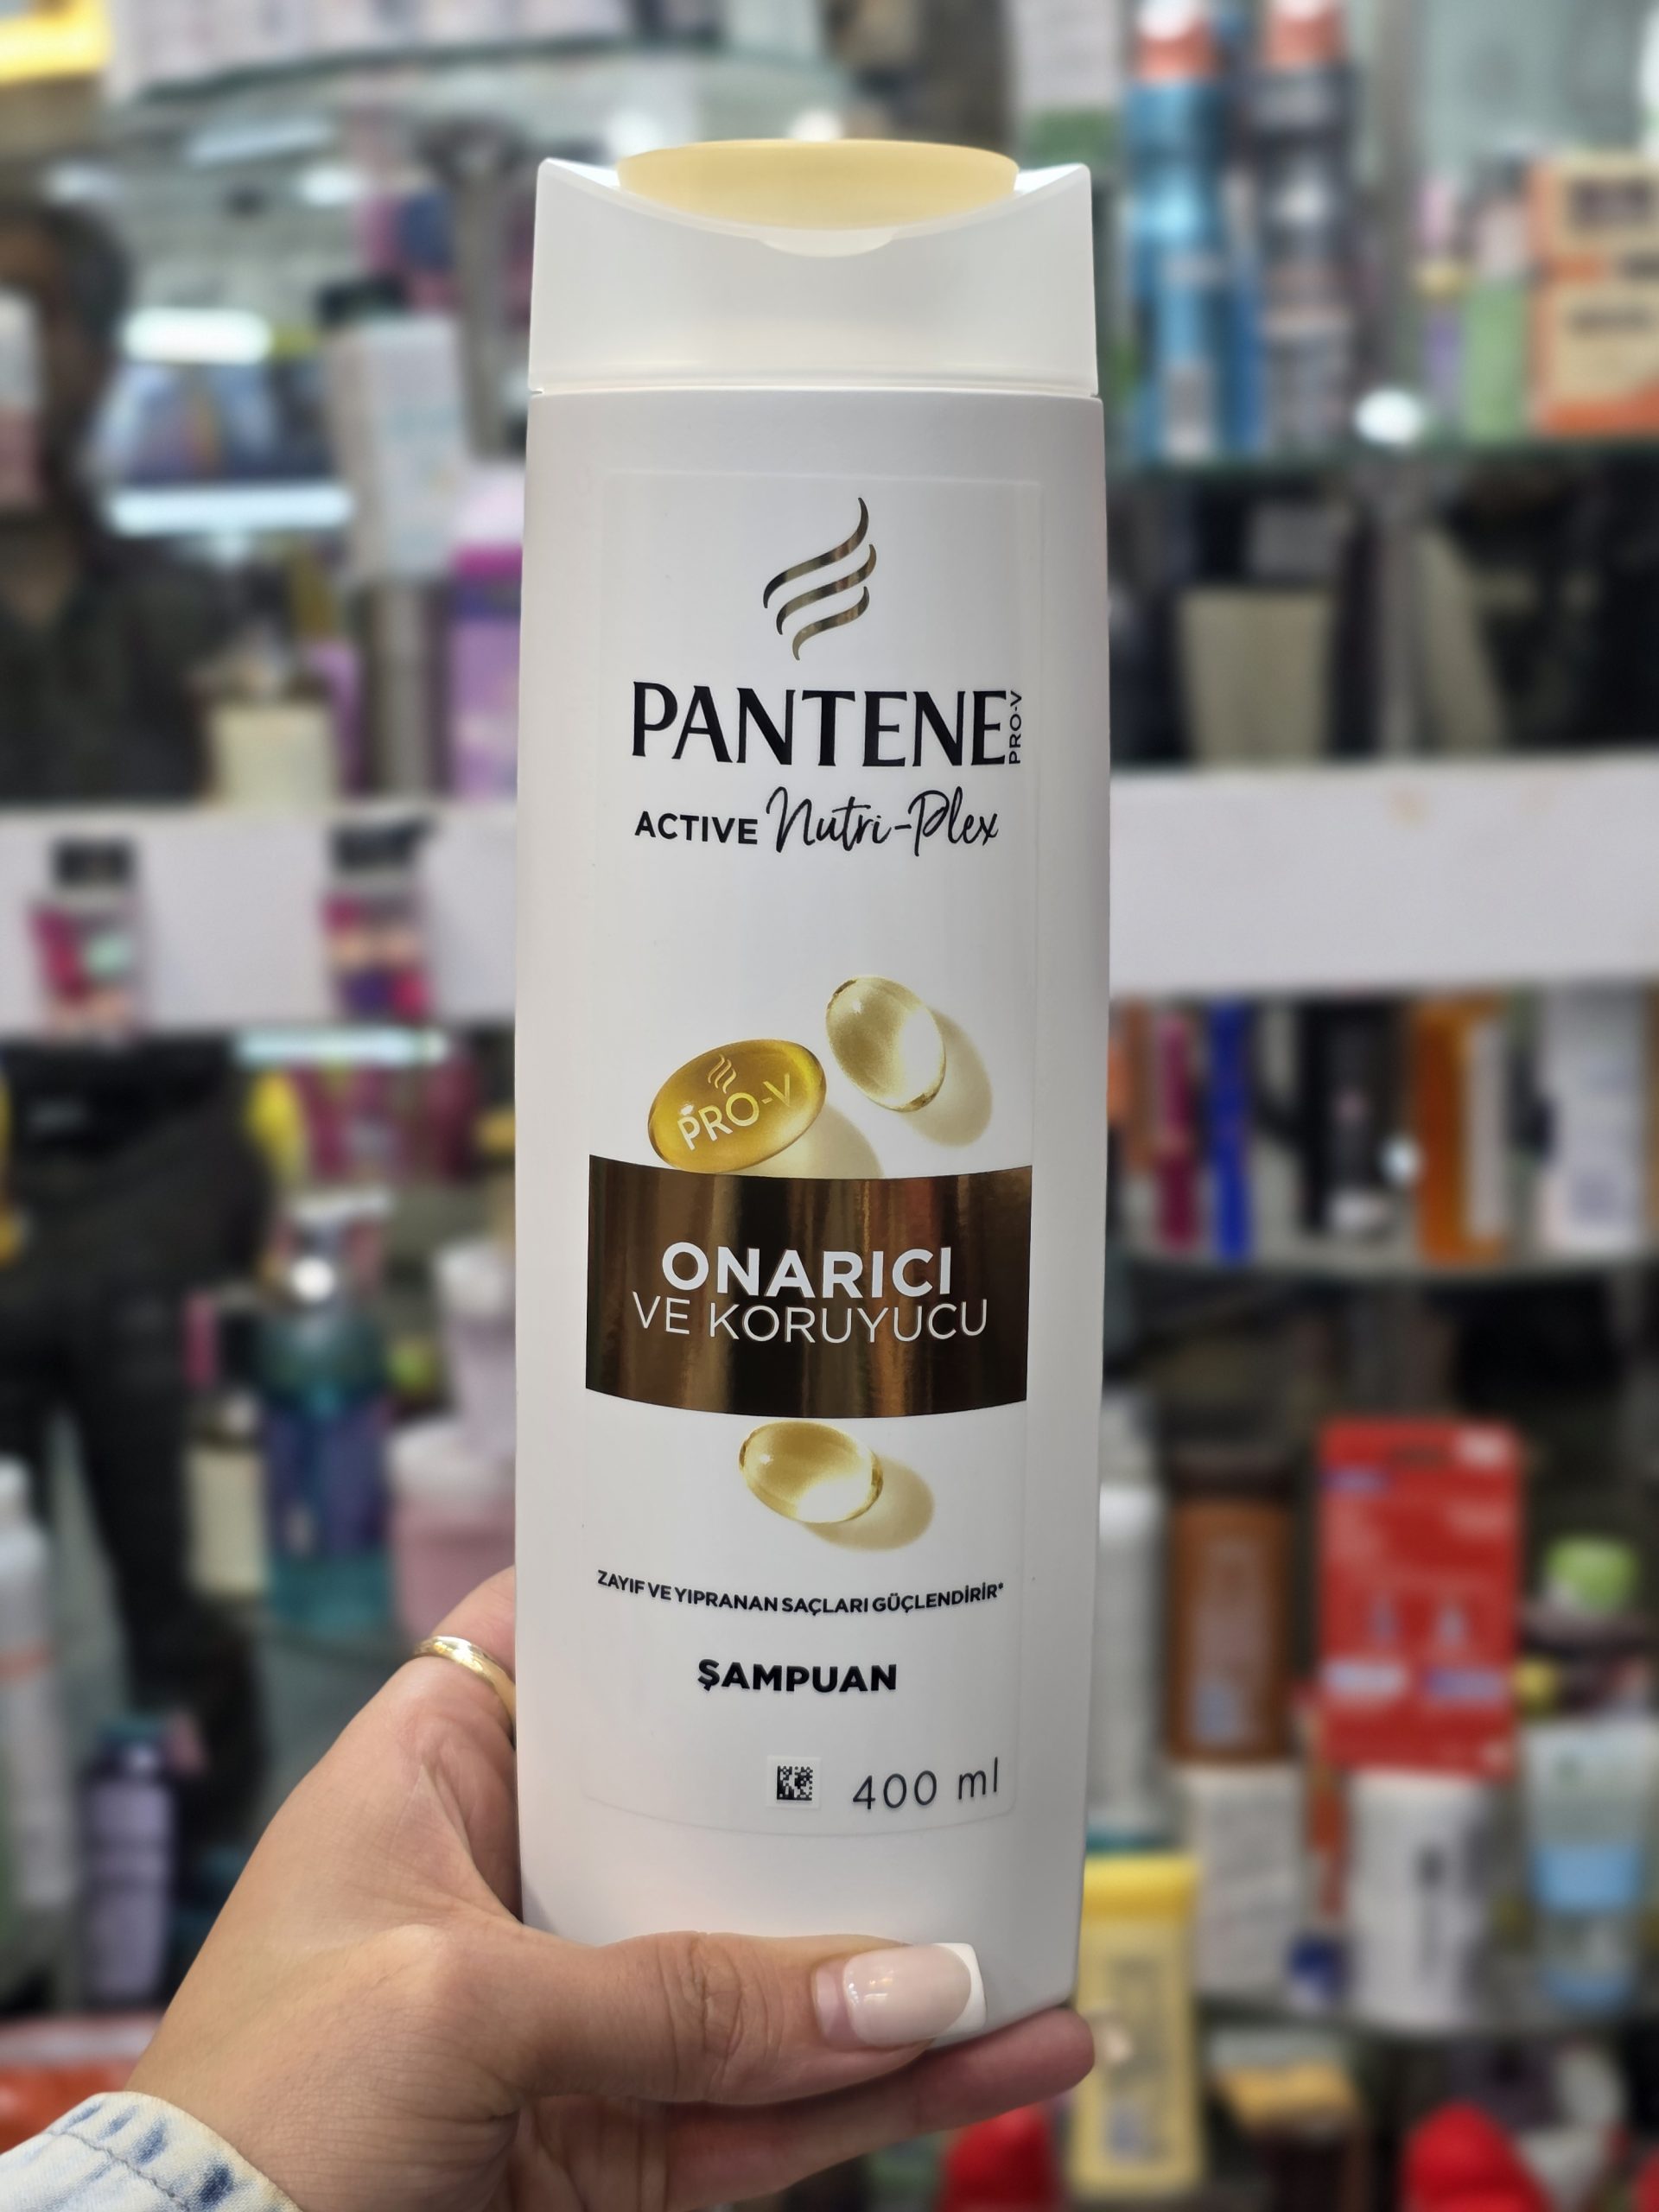 PANTENE PRO-V
ACTIVE Nutri-Plex
PRO-V
ONARICI
VE KORUYUCU
ZAYIF VE YIPRANAN SAÇLARI GÜÇLENDİRİR*
ŞAMPUAN
400 ml